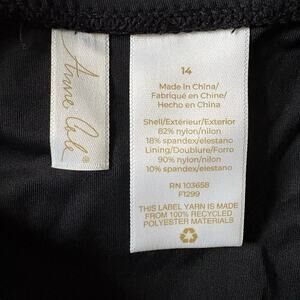 Anne Cole®
14
Made in China/
Fabriqué en Chine/
Hecho en China
Shell/Extérieur/Exterior
82% nylon/nilon
18% spandex/elastano
Lining/Doublure/Forro
90% nylon/nilon
10% spandex/elastano
RN 103658
F1299
THIS LABEL YARN IS MADE
FROM 100% RECYCLED
POLYESTER MATERIALS